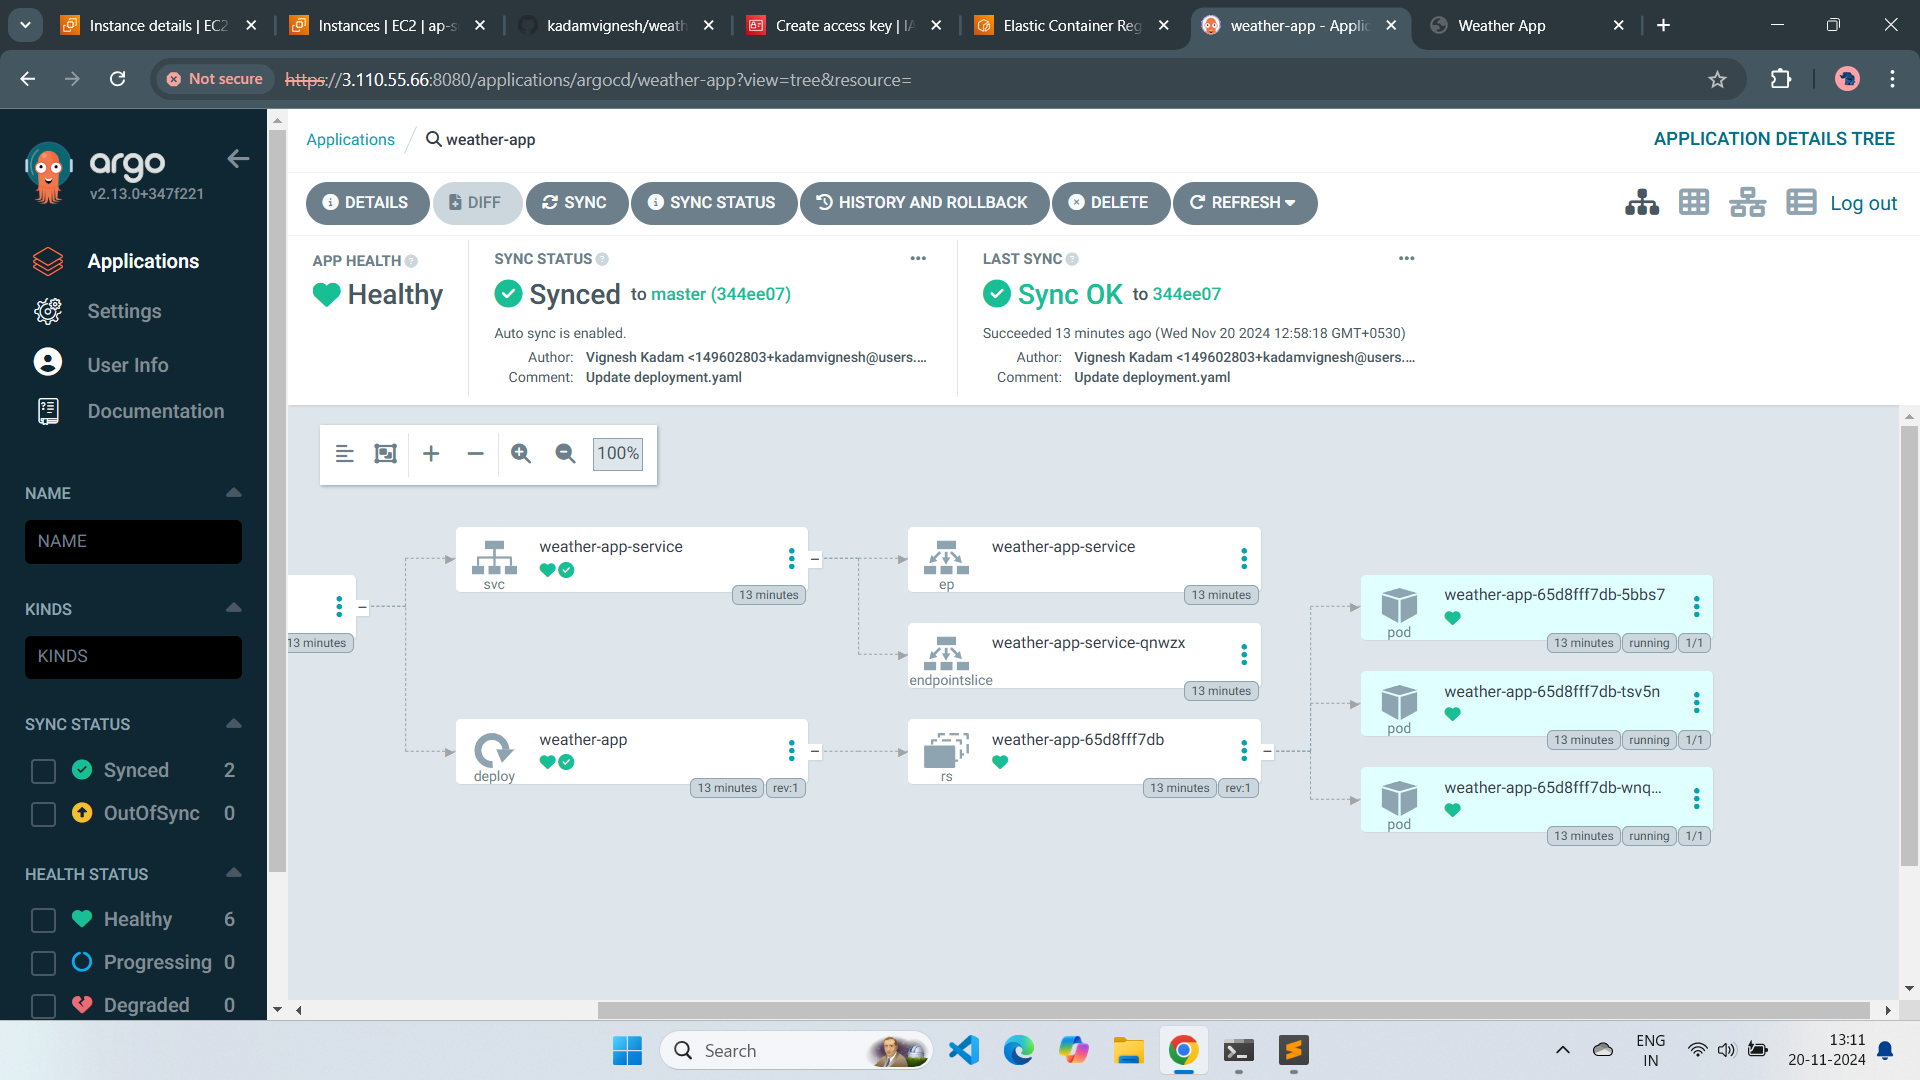 Instance details | EC2
Instances | EC2 | ap-s
kadamvignesh/weath
Create access key | IA
Elastic Container Reg
weather-app - Applic
Weather App
Not secure
https://3.110.55.66:8080/applications/argocd/weather-app?view=tree&resource=
argo
v2.13.0+347f221
Applications
Settings
User Info
Documentation
NAME
NAME
KINDS
KINDS
SYNC STATUS
Synced 2
OutOfSync 0
HEALTH STATUS
Healthy 6
Progressing 0
Degraded 0
Applications / weather-app
APPLICATION DETAILS TREE
DETAILS
DIFF
SYNC
SYNC STATUS
HISTORY AND ROLLBACK
DELETE
REFRESH
Log out
APP HEALTH
Healthy
SYNC STATUS
Synced to master (344ee07)
Auto sync is enabled.
Author: Vignesh Kadam <149602803+kadamvignesh@users....
Comment: Update deployment.yaml
LAST SYNC
Sync OK to 344ee07
Succeeded 13 minutes ago (Wed Nov 20 2024 12:58:18 GMT+0530)
Author: Vignesh Kadam <149602803+kadamvignesh@users....
Comment: Update deployment.yaml
100%
13 minutes
weather-app-service
svc
13 minutes
weather-app
deploy
13 minutes rev:1
weather-app-service
ep
13 minutes
weather-app-service-qnwzx
endpointslice
13 minutes
weather-app-65d8fff7db
rs
13 minutes rev:1
weather-app-65d8fff7db-5bbs7
pod
13 minutes running 1/1
weather-app-65d8fff7db-tsv5n
pod
13 minutes running 1/1
weather-app-65d8fff7db-wnq...
pod
13 minutes running 1/1
Search
ENG
IN
13:11
20-11-2024